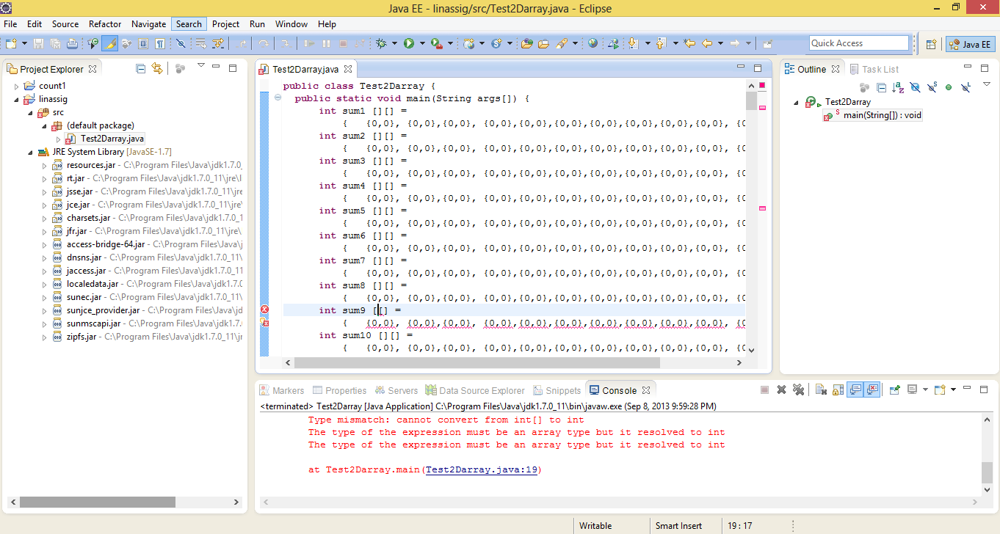 Java EE - linassig/src/Test2Darray.java - Eclipse
File Edit Source Refactor Navigate Search Project Run Window Help
Quick Access
Java EE
Project Explorer
count1
linassig
src
(default package)
Test2Darray.java
JRE System Library [JavaSE-1.7]
resources.jar - C:\Program Files\Java\jdk1.7.0_
rt.jar - C:\Program Files\Java\jdk1.7.0_11\jre\l
jsse.jar - C:\Program Files\Java\jdk1.7.0_11\jre
jce.jar - C:\Program Files\Java\jdk1.7.0_11\jre\
charsets.jar - C:\Program Files\Java\jdk1.7.0_1
jfr.jar - C:\Program Files\Java\jdk1.7.0_11\jre\
access-bridge-64.jar - C:\Program Files\Java\j
dnsns.jar - C:\Program Files\Java\jdk1.7.0_11\
jaccess.jar - C:\Program Files\Java\jdk1.7.0_11
localedata.jar - C:\Program Files\Java\jdk1.7.0
sunec.jar - C:\Program Files\Java\jdk1.7.0_11\
sunjce_provider.jar - C:\Program Files\Java\jd
sunmscapi.jar - C:\Program Files\Java\jdk1.7.
zipfs.jar - C:\Program Files\Java\jdk1.7.0_11\jr
Test2Darray.java
public class Test2Darray {
public static void main(String args[]) {
int sum1 [][] =
{ {0,0}, {0,0},{0,0}, {0,0},{0,0},{0,0},{0,0},{0,0},{0,0},{0,0}, {0
int sum2 [][] =
{ {0,0}, {0,0},{0,0}, {0,0},{0,0},{0,0},{0,0},{0,0},{0,0},{0,0}, {0
int sum3 [][] =
{ {0,0}, {0,0},{0,0}, {0,0},{0,0},{0,0},{0,0},{0,0},{0,0},{0,0}, {0
int sum4 [][] =
{ {0,0}, {0,0},{0,0}, {0,0},{0,0},{0,0},{0,0},{0,0},{0,0},{0,0}, {0
int sum5 [][] =
{ {0,0}, {0,0},{0,0}, {0,0},{0,0},{0,0},{0,0},{0,0},{0,0},{0,0}, {0
int sum6 [][] =
{ {0,0}, {0,0},{0,0}, {0,0},{0,0},{0,0},{0,0},{0,0},{0,0},{0,0}, {0
int sum7 [][] =
{ {0,0}, {0,0},{0,0}, {0,0},{0,0},{0,0},{0,0},{0,0},{0,0},{0,0}, {0
int sum8 [][] =
{ {0,0}, {0,0},{0,0}, {0,0},{0,0},{0,0},{0,0},{0,0},{0,0},{0,0}, {0
int sum9 [[] =
{ {0,0}, {0,0},{0,0}, {0,0},{0,0},{0,0},{0,0},{0,0},{0,0},{0,0}, {0
int sum10 [][] =
{ {0,0}, {0,0},{0,0}, {0,0},{0,0},{0,0},{0,0},{0,0},{0,0},{0,0}, {0
Outline Task List
Test2Darray
main(String[]) : void
Markers Properties Servers Data Source Explorer Snippets Console
<terminated> Test2Darray [Java Application] C:\Program Files\Java\jdk1.7.0_11\bin\javaw.exe (Sep 8, 2013 9:59:28 PM)
Type mismatch: cannot convert from int[] to int
The type of the expression must be an array type but it resolved to int
The type of the expression must be an array type but it resolved to int
at Test2Darray.main(Test2Darray.java:19)
Writable Smart Insert 19 : 17